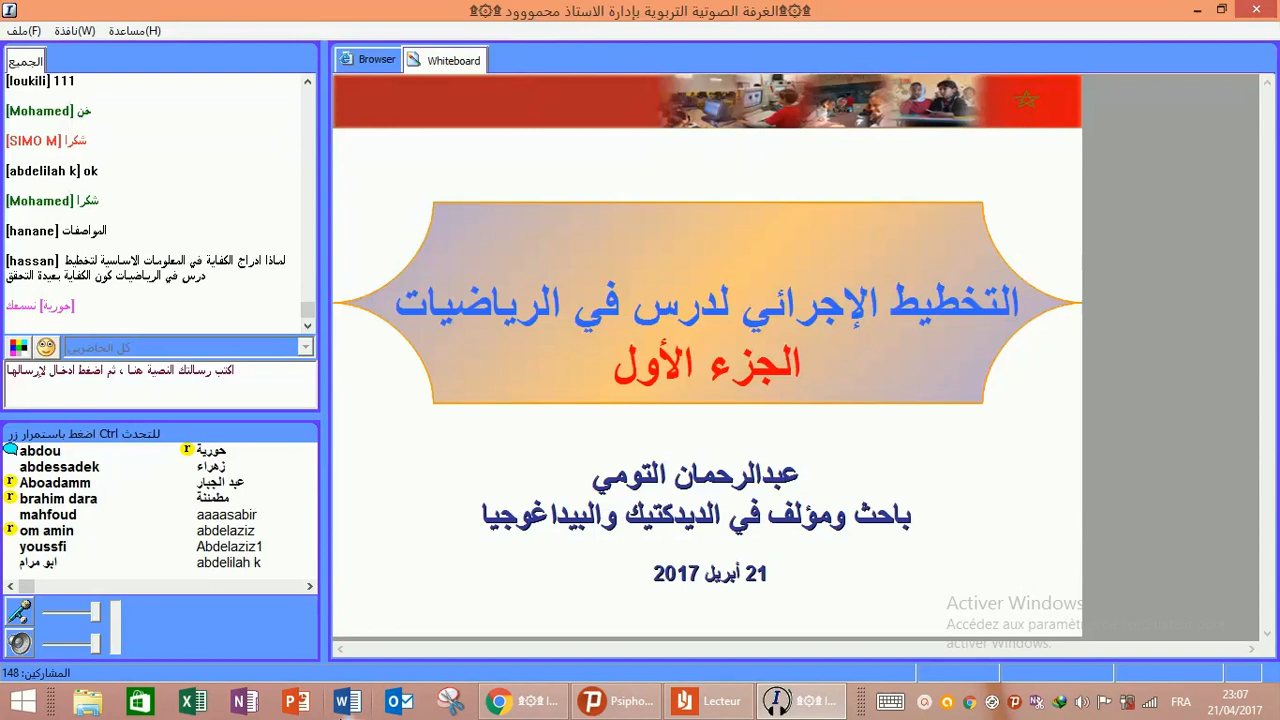 ۩۞۩الغرفة الصوتية التربوية بإدارة الاستاذ محمووود۩۞۩
ملف(F) نافذة(W) مساعدة(H)
الجميع
[loukili] 111
[Mohamed] خن
[SIMO M] شكرا
[abdelilah k] ok
[Mohamed] شكرا
[hanane] المواصفات
[hassan] لماذا ادراج الكفاية في المعلومات الاساسية لتخطيط
درس في الرياضيات كون الكفاية بعيدة التحقق
[حورية] نسمعك
كل الحاضرين
اكتب رسالتك النصية هنا ، ثم اضغط ادخال لإرسالها
للتحدث Ctrl اضغط باستمرار زر
abdou
abdessadek
Aboadamm
brahim dara
mahfoud
om amin
youssfi
ابو مرام
حورية
زهراء
عبد الجبار
مطمئنة
aaaasabir
abdelaziz
Abdelaziz1
abdelilah k
المشاركين: 148
Browser
Whiteboard
التخطيط الإجرائي لدرس في الرياضيات
الجزء الأول
عبدالرحمان التومي
باحث ومؤلف في الديدكتيك والبيداغوجيا
21 أبريل 2017
Activer Windows
Accédez aux paramètres
activer Windows.
Psipho...
Lecteur
FRA
23:07
21/04/2017